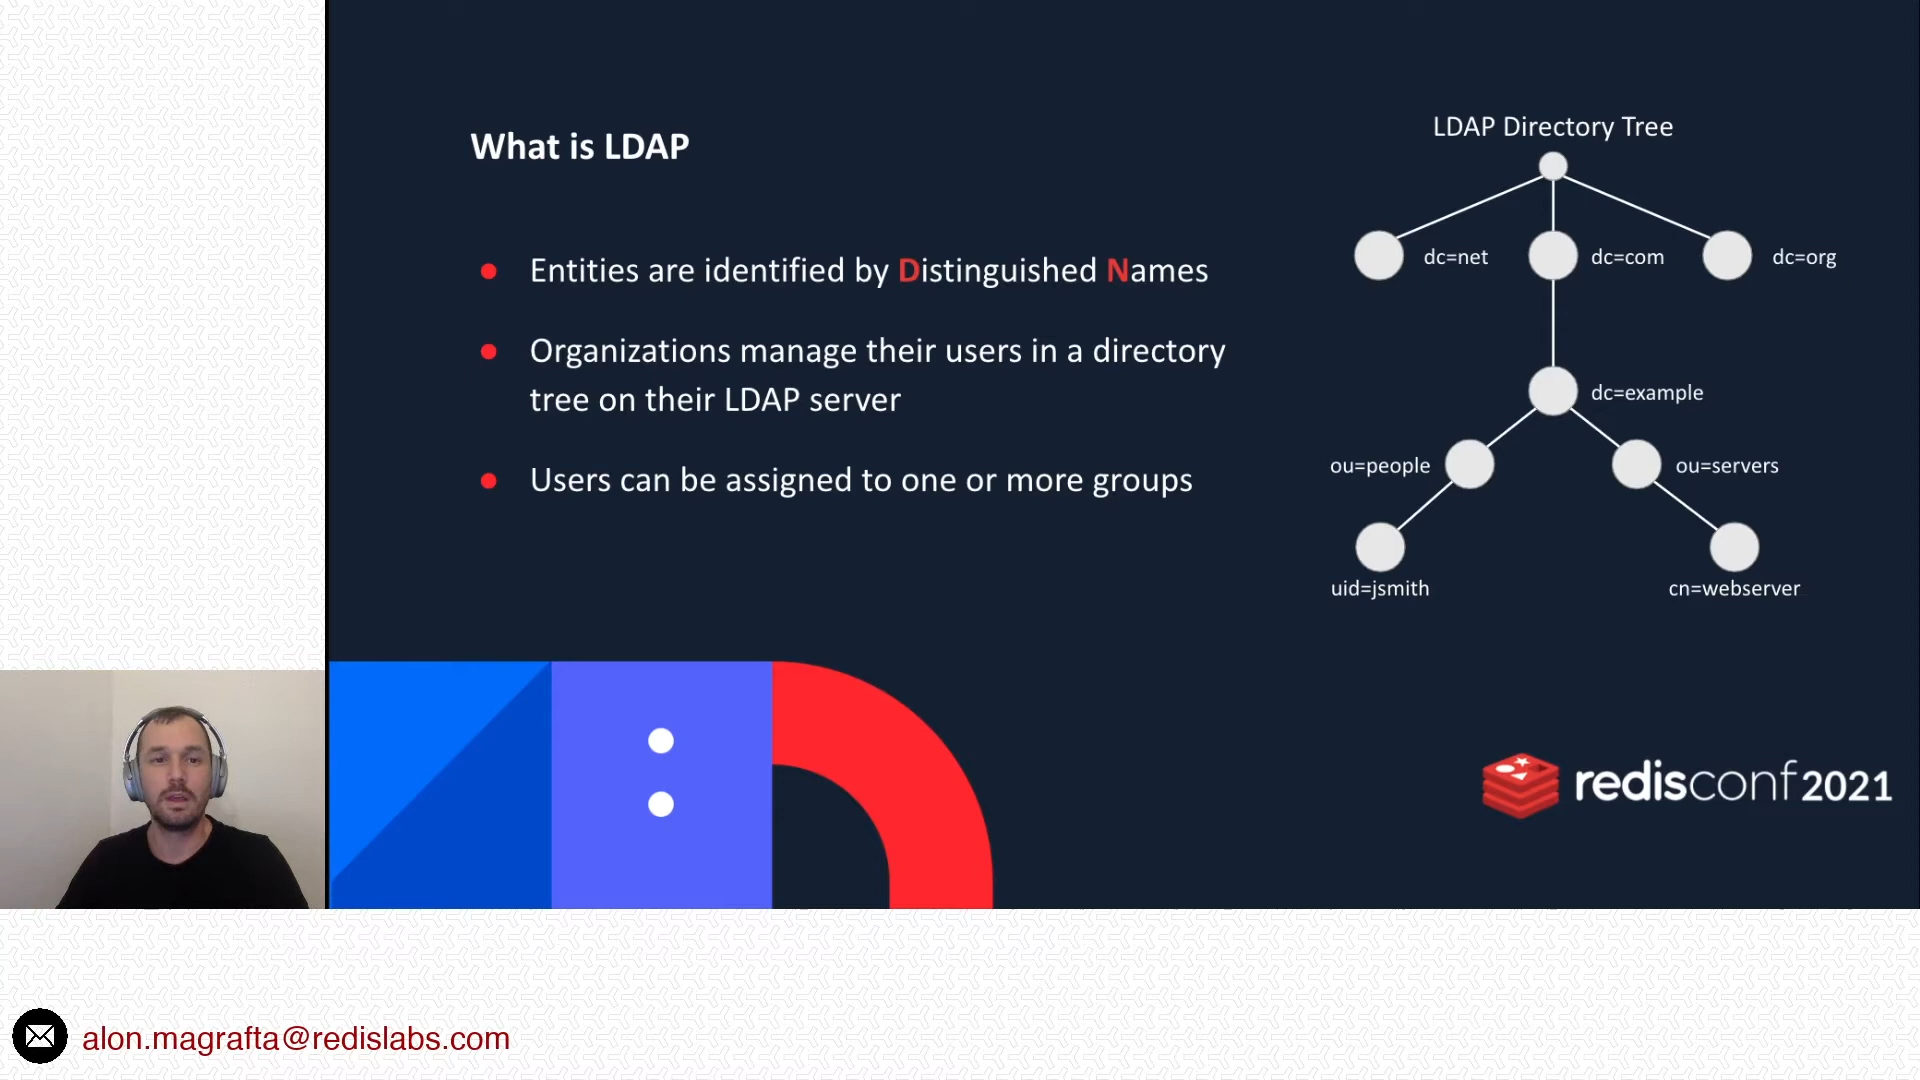 What is LDAP
Entities are identified by Distinguished Names
Organizations manage their users in a directory
tree on their LDAP server
Users can be assigned to one or more groups
LDAP Directory Tree
dc=net
dc=com
dc=org
dc=example
ou=people
ou=servers
uid=jsmith
cn=webserver
redisconf 2021
alon.magrafta@redislabs.com